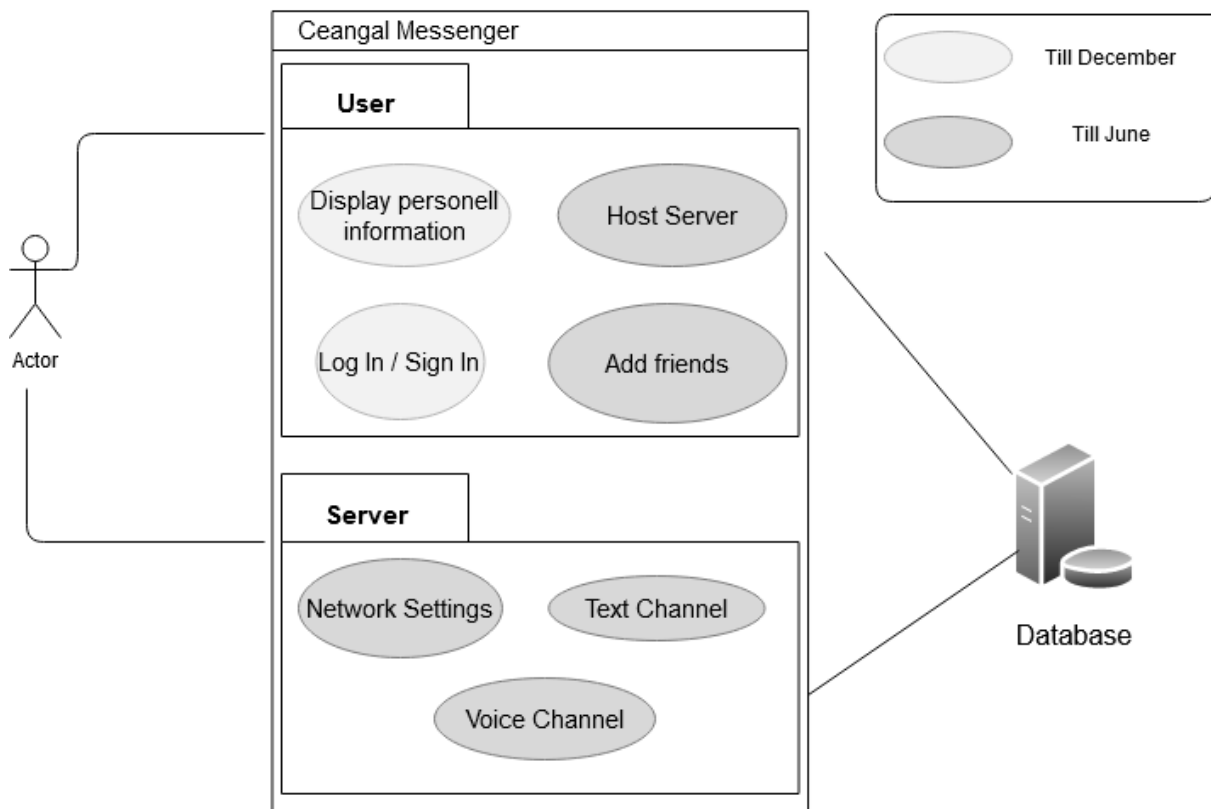 Ceangal Messenger
User
Display personell
information
Host Server
Log In / Sign In
Add friends
Server
Network Settings
Text Channel
Voice Channel
Actor
Till December
Till June
Database